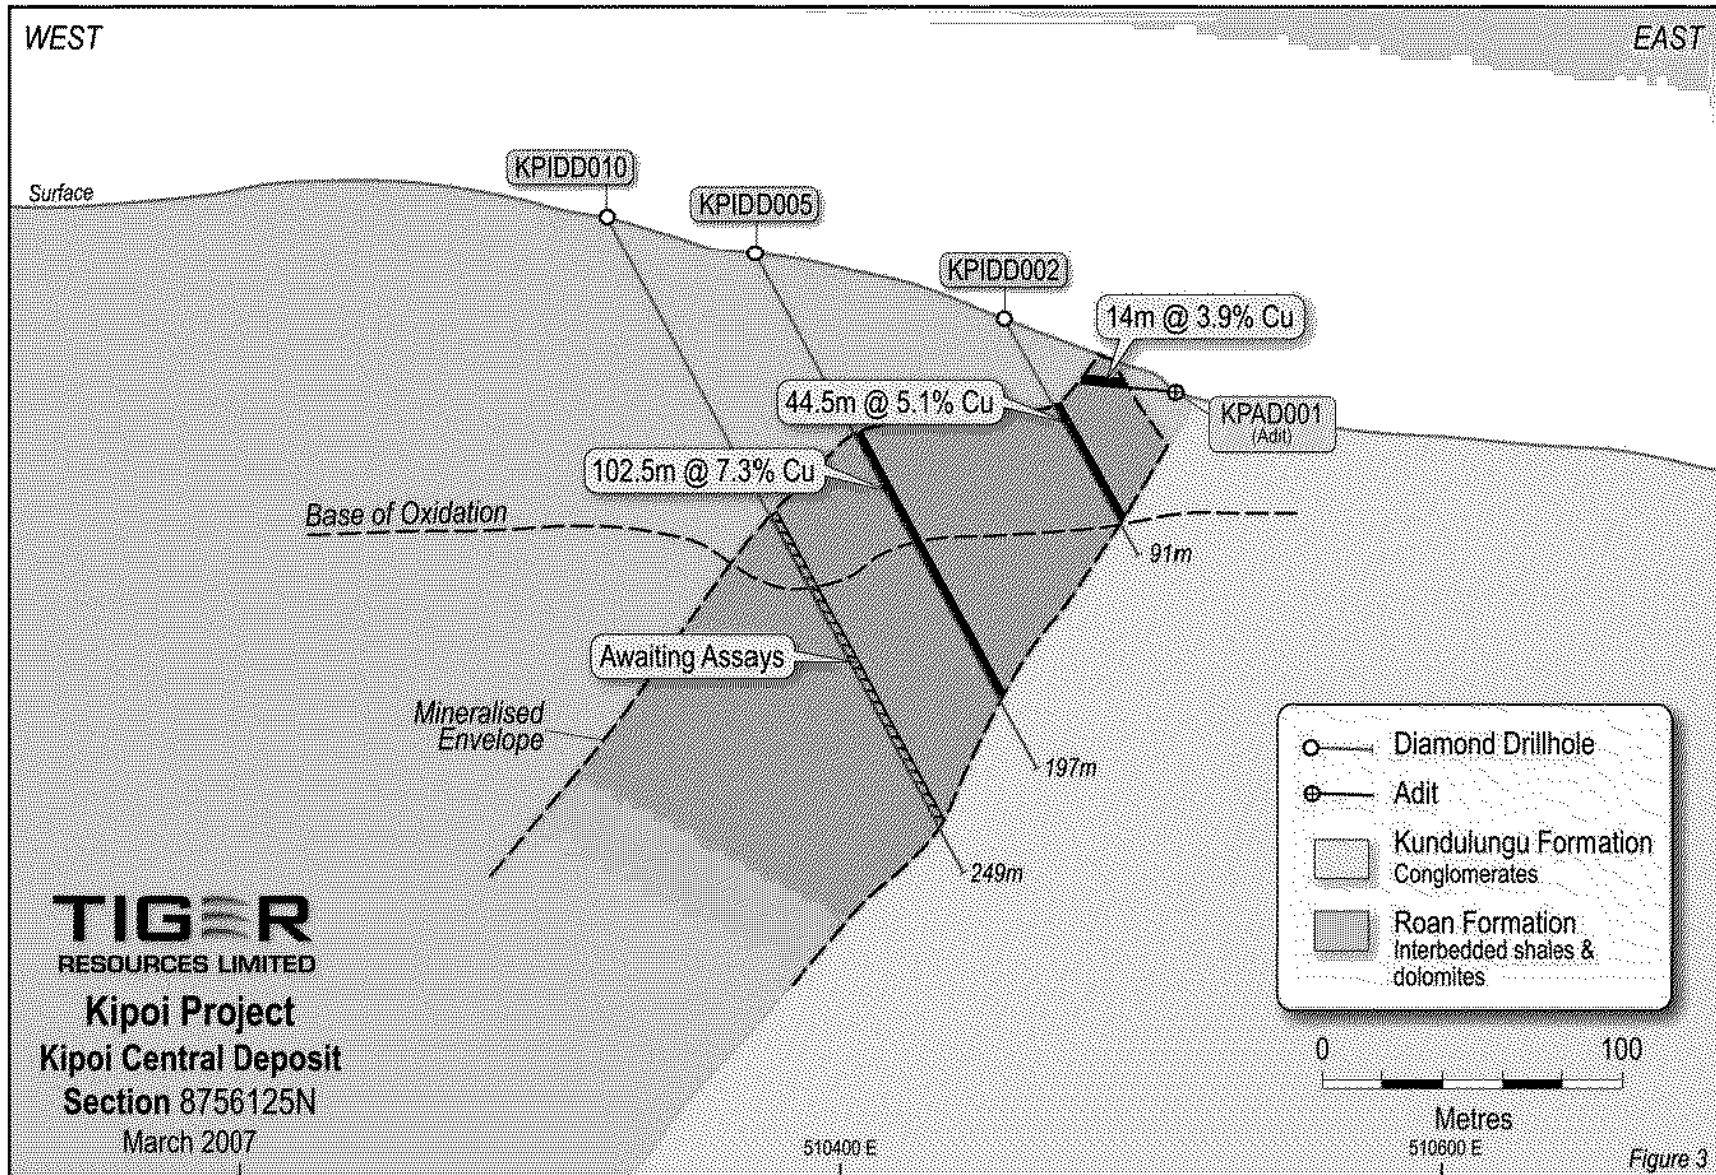 WEST
EAST
Surface
KPIDD010
KPIDD005
KPIDD002
14m @ 3.9% Cu
44.5m @ 5.1% Cu
KPAD001
(Adit)
102.5m @ 7.3% Cu
Base of Oxidation
91m
Awaiting Assays
Mineralised
Envelope
197m
249m
Diamond Drillhole
Adit
Kundulungu Formation
Conglomerates
Roan Formation
Interbedded shales &
dolomites
TIGER
RESOURCES LIMITED
Kipoi Project
Kipoi Central Deposit
Section 8756125N
March 2007
0
100
Metres
510400 E
510600 E
Figure 3